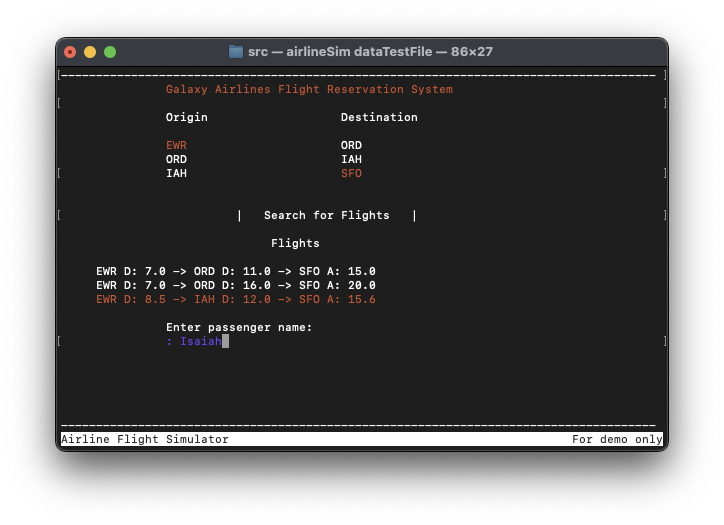 src — airlineSim dataTestFile — 86×27
Galaxy Airlines Flight Reservation System
Origin Destination
EWR ORD
ORD IAH
IAH SFO
| Search for Flights |
Flights
EWR D: 7.0 —> ORD D: 11.0 —> SFO A: 15.0
EWR D: 7.0 —> ORD D: 16.0 —> SFO A: 20.0
EWR D: 8.5 —> IAH D: 12.0 —> SFO A: 15.6
Enter passenger name:
: Isaiah
Airline Flight Simulator For demo only